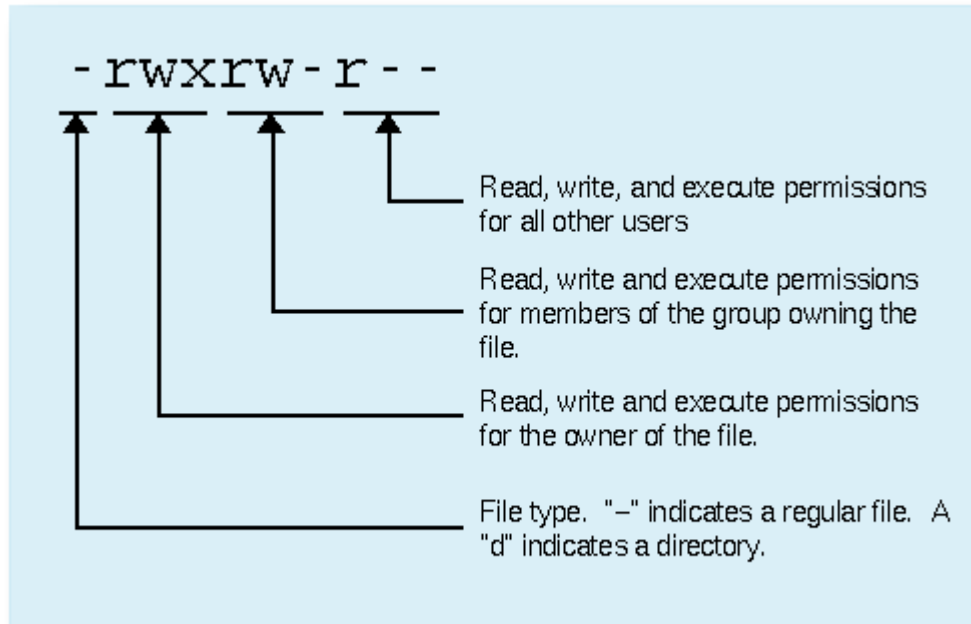 -rwxrw-r--
Read, write, and execute permissions
for all other users
Read, write and execute permissions
for members of the group owning the
file.
Read, write and execute permissions
for the owner of the file.
File type.  "–" indicates a regular file.  A
"d" indicates a directory.